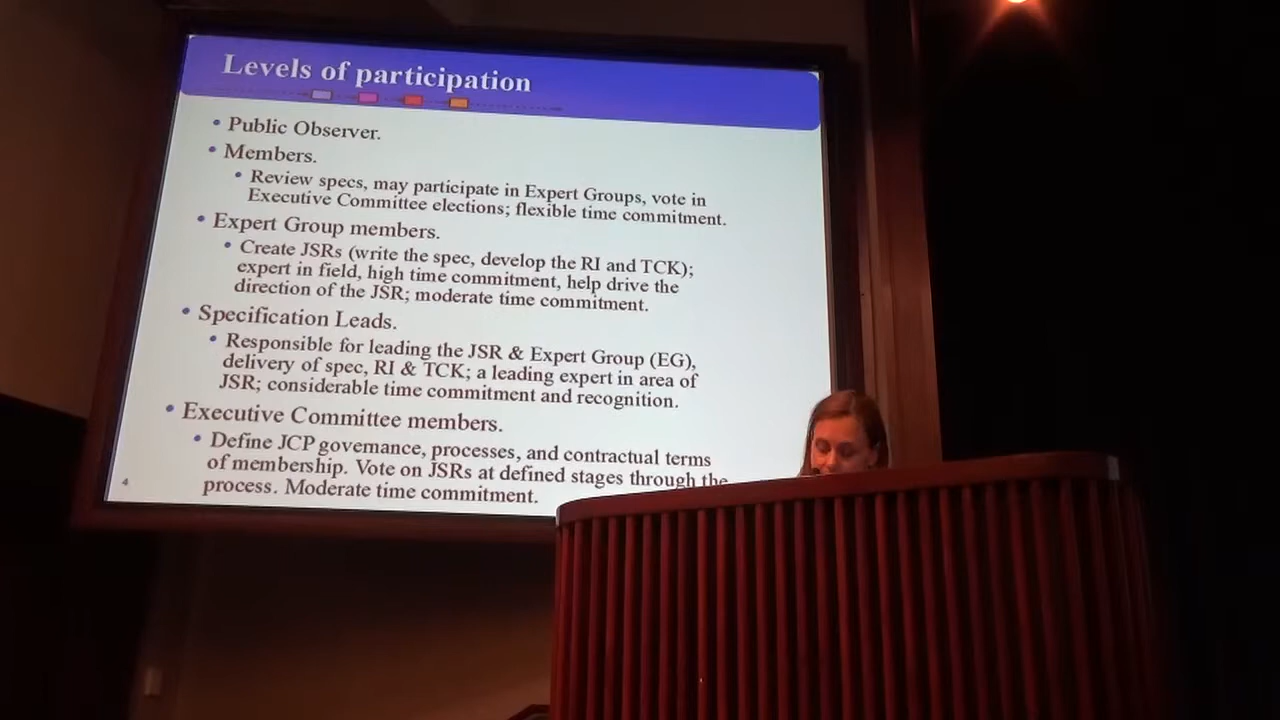 Levels of participation
• Public Observer.
• Members.
• Review specs, may participate in Expert Groups, vote in
Executive Committee elections; flexible time commitment.
• Expert Group members.
• Create JSRs (write the spec, develop the RI and TCK);
expert in field, high time commitment, help drive the
direction of the JSR; moderate time commitment.
• Specification Leads.
• Responsible for leading the JSR & Expert Group (EG),
delivery of spec, RI & TCK; a leading expert in area of
JSR; considerable time commitment and recognition.
• Executive Committee members.
• Define JCP governance, processes, and contractual terms
of membership. Vote on JSRs at defined stages through the
process. Moderate time commitment.
4